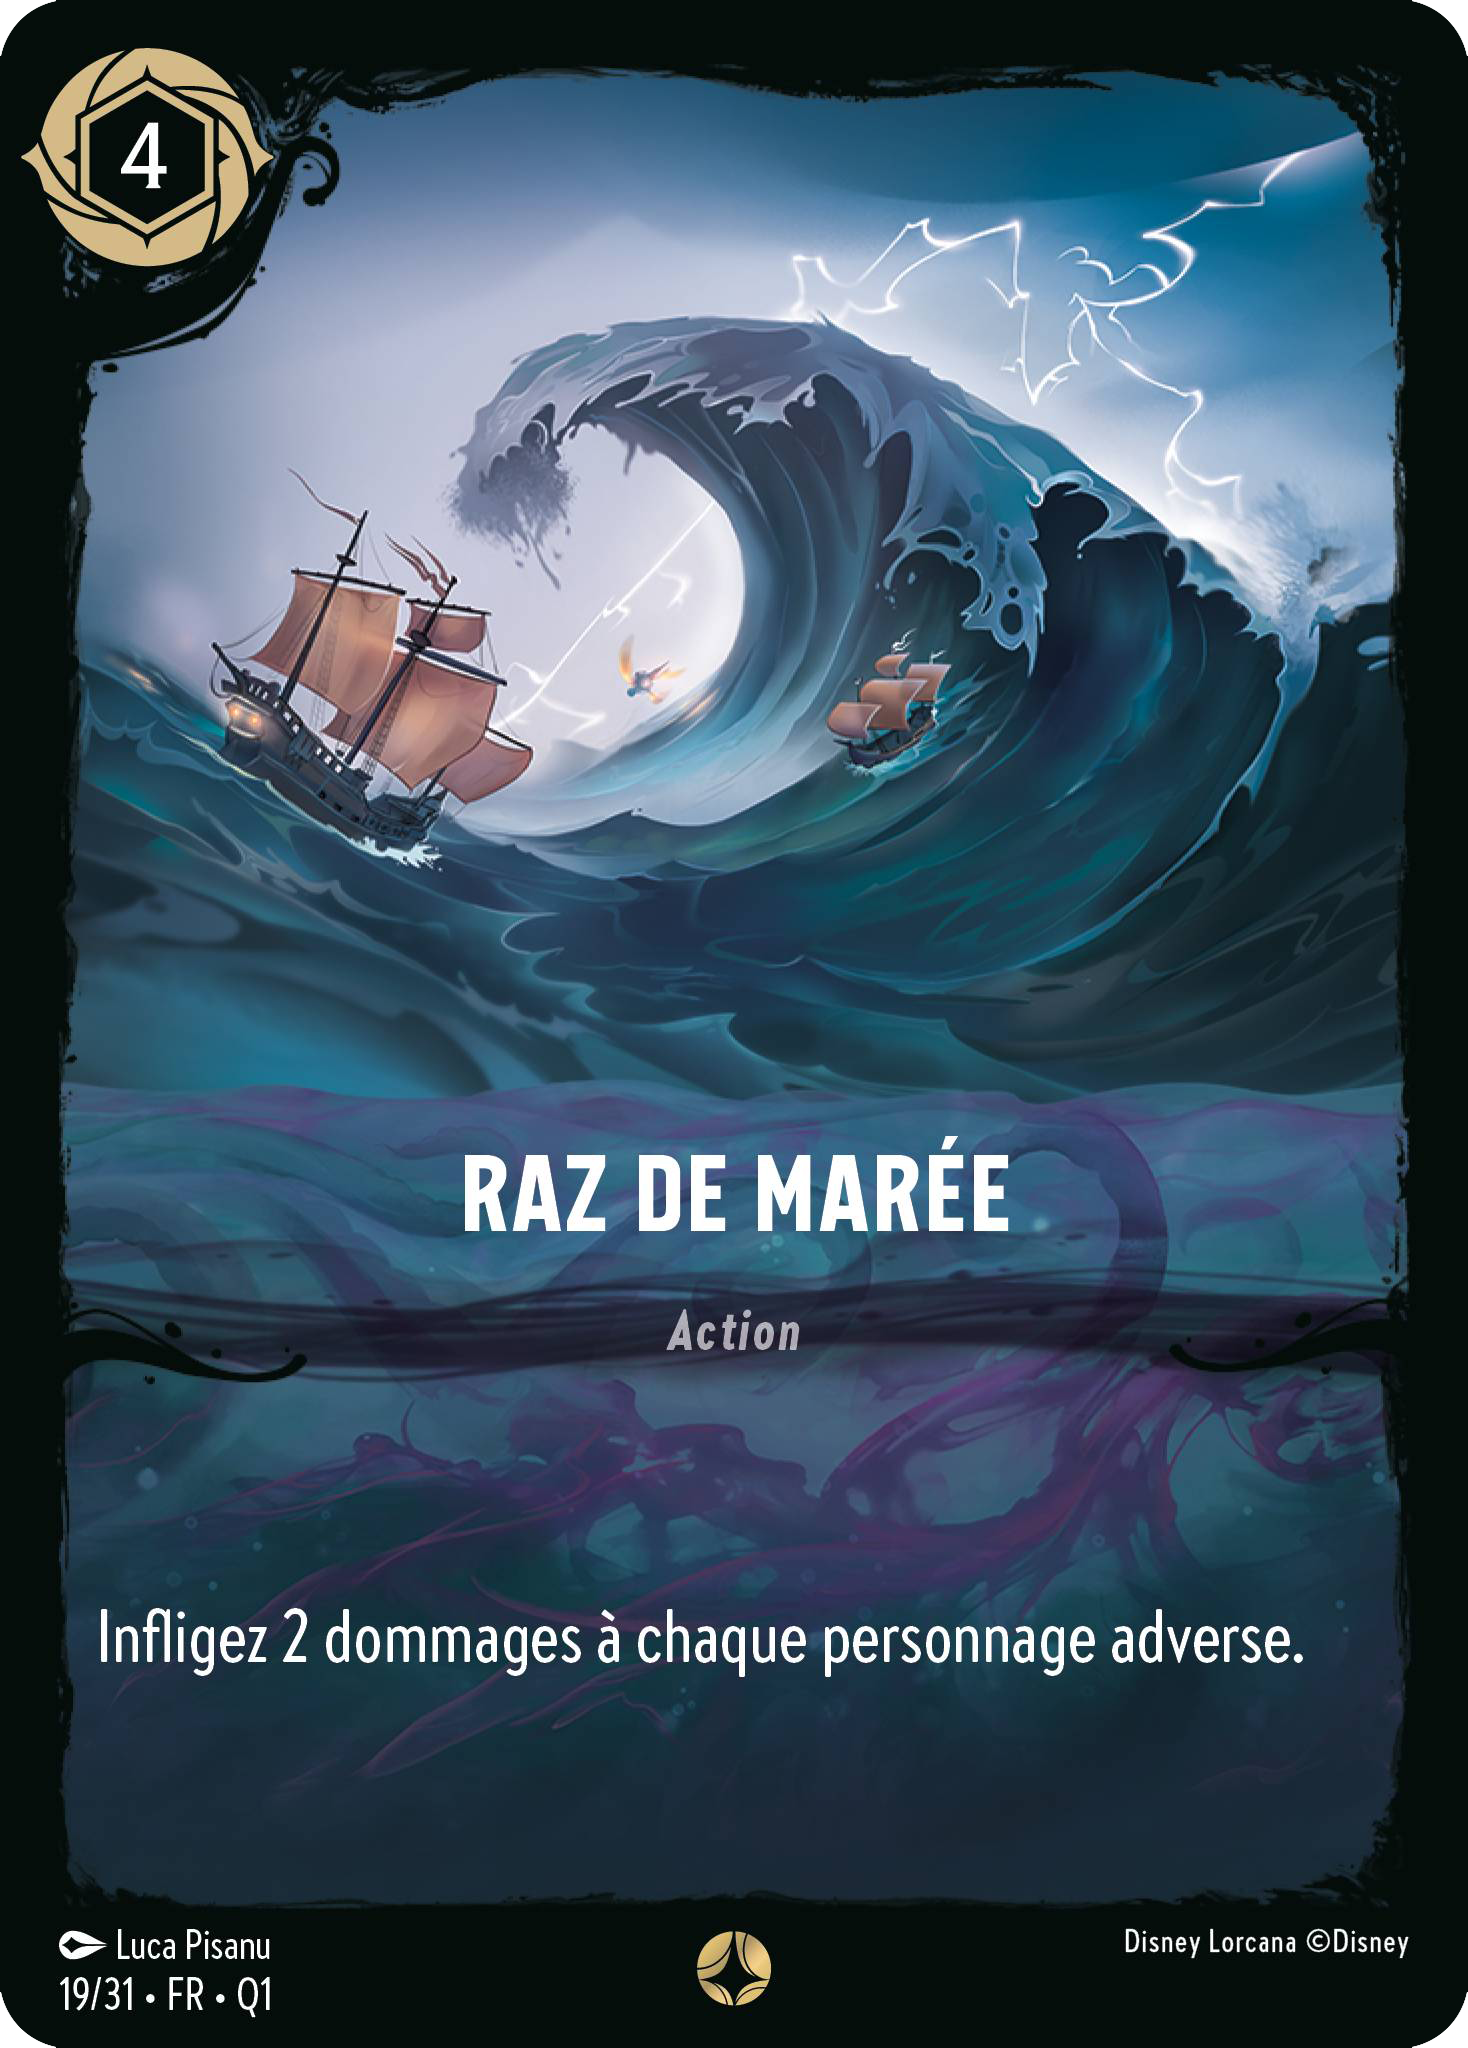 4
RAZ DE MARÉE
Action
Infligez 2 dommages à chaque personnage adverse.
Luca Pisanu
19/31 • FR • Q1
Disney Lorcana ©Disney